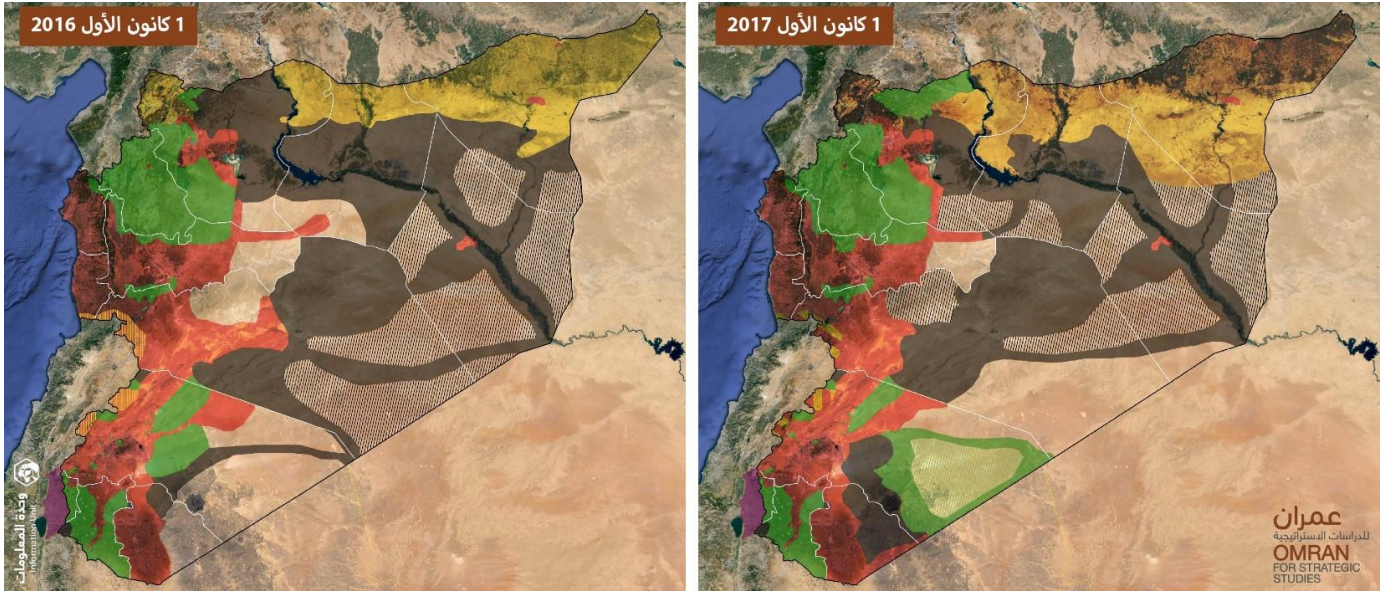 1 كانون الأول 2016
1 كانون الأول 2017
وحدة المعلومات
Information Unit
عمران
للدراسات الاستراتيجية
OMRAN
FOR STRATEGIC
STUDIES